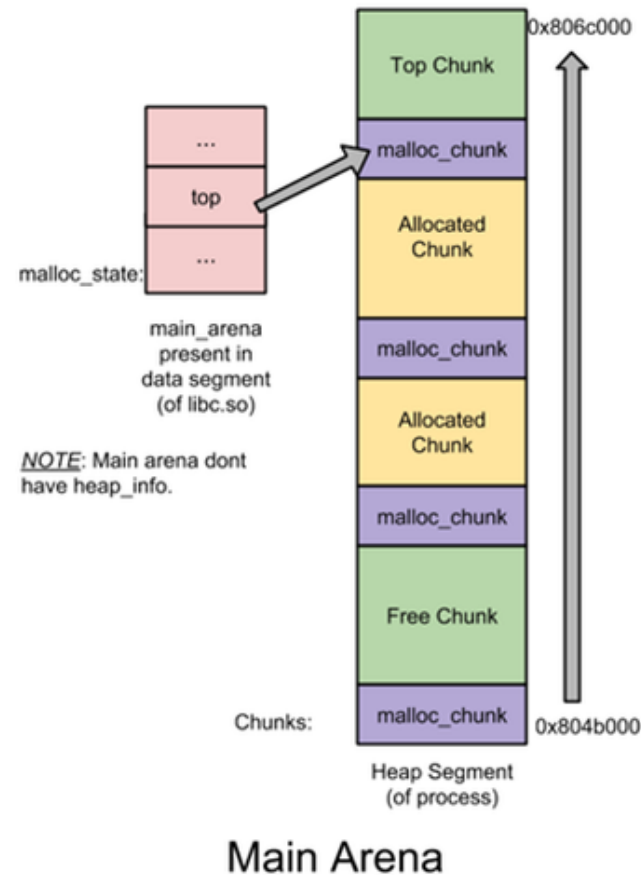 0x806c000
Top Chunk
malloc_chunk
...
top
...
malloc_state:
main_arena
present in
data segment
(of libc.so)
NOTE: Main arena dont
have heap_info.
Allocated
Chunk
malloc_chunk
Allocated
Chunk
malloc_chunk
Free Chunk
Chunks:
malloc_chunk
0x804b000
Heap Segment
(of process)
Main Arena